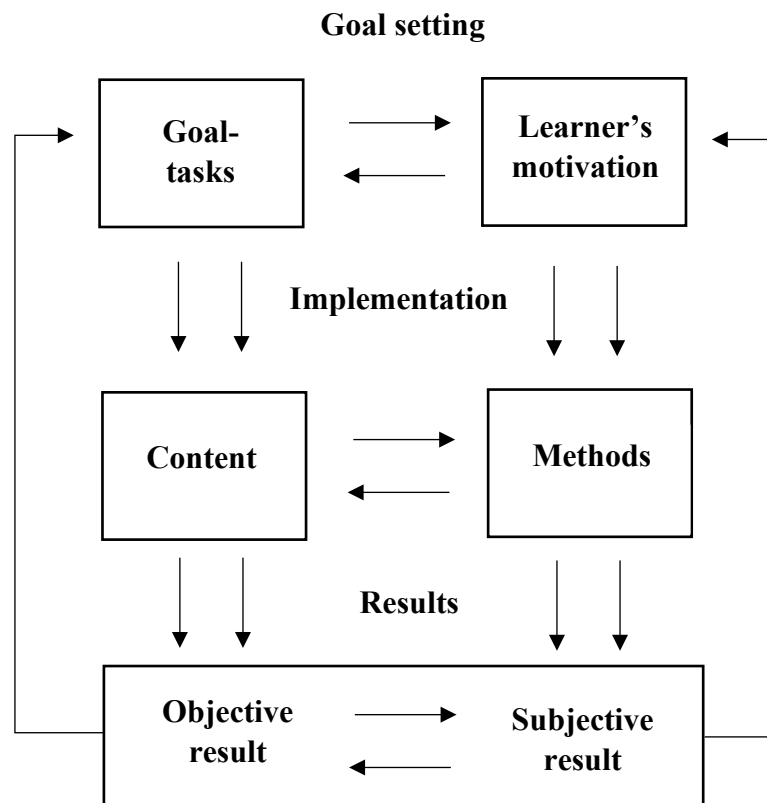 Goal setting
Goal-
tasks
Learner’s
motivation
Implementation
Content
Methods
Results
Objective
result
Subjective
result